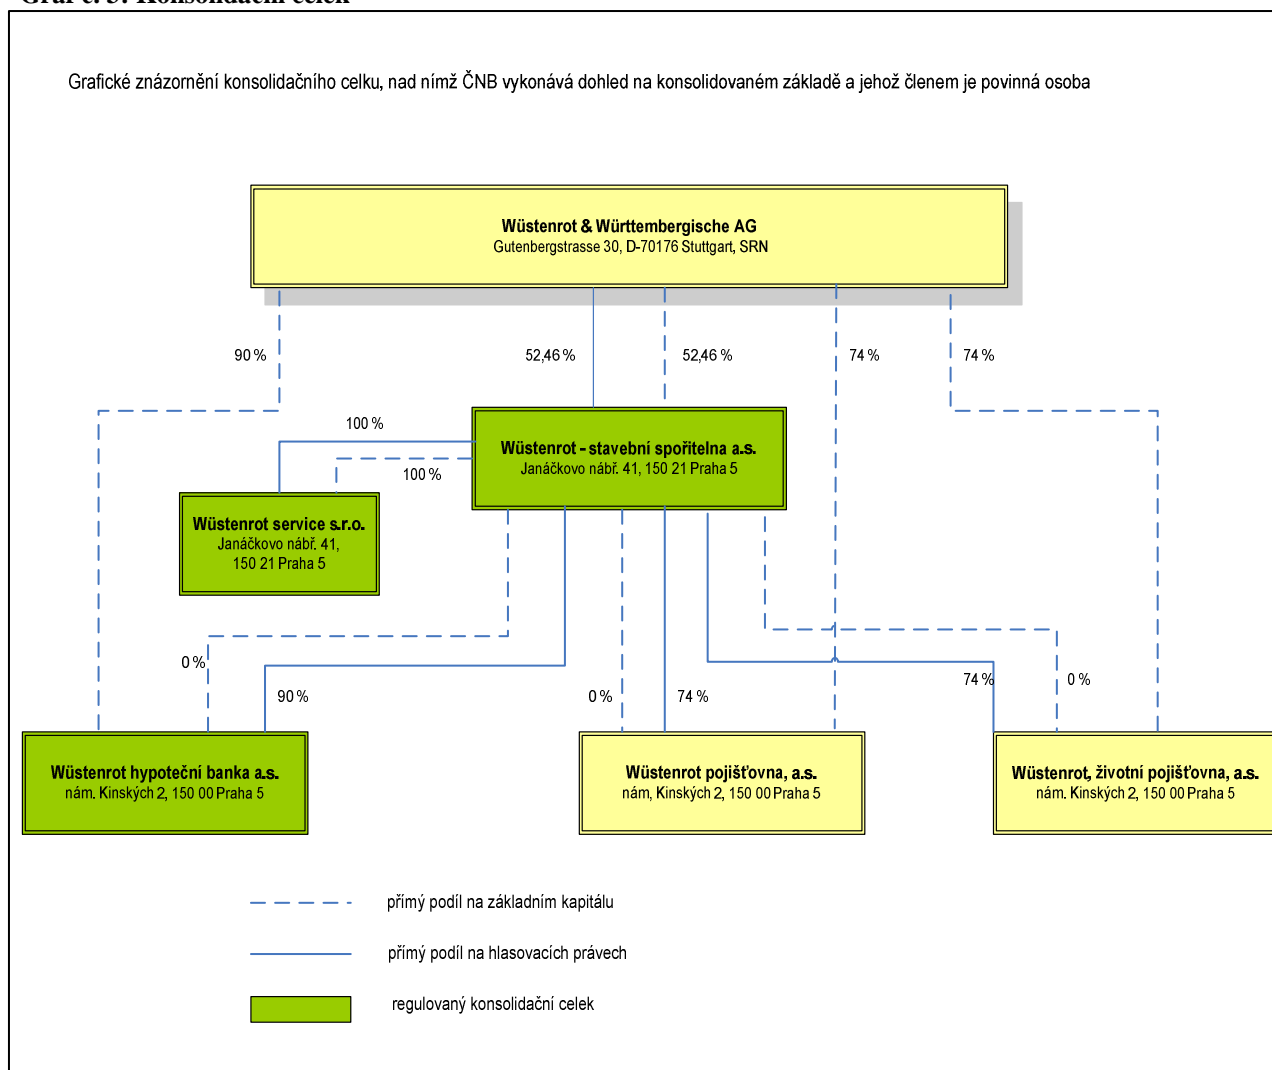 Graf č. 3: Konsolidační celek
Grafické znázornění konsolidačního celku, nad nímž ČNB vykonává dohled na konsolidovaném základě a jehož členem je povinná osoba
Wüstenrot & Württembergische AG
Gutenbergstrasse 30, D-70176 Stuttgart, SRN
90 %
52,46 %
52,46 %
74 %
74 %
100 %
100 %
Wüstenrot - stavební spořitelna a.s.
Janáčkovo nábř. 41, 150 21 Praha 5
Wüstenrot service s.r.o.
Janáčkovo nábř. 41,
150 21 Praha 5
0 %
90 %
0 %
74 %
74 %
0 %
Wüstenrot hypoteční banka a.s.
nám. Kinských 2, 150 00 Praha 5
Wüstenrot pojišťovna, a.s.
nám, Kinských 2, 150 00 Praha 5
Wüstenrot, životní pojišťovna, a.s.
nám. Kinských 2, 150 00 Praha 5
přímý podíl na základním kapitálu
přímý podíl na hlasovacích právech
regulovaný konsolidační celek